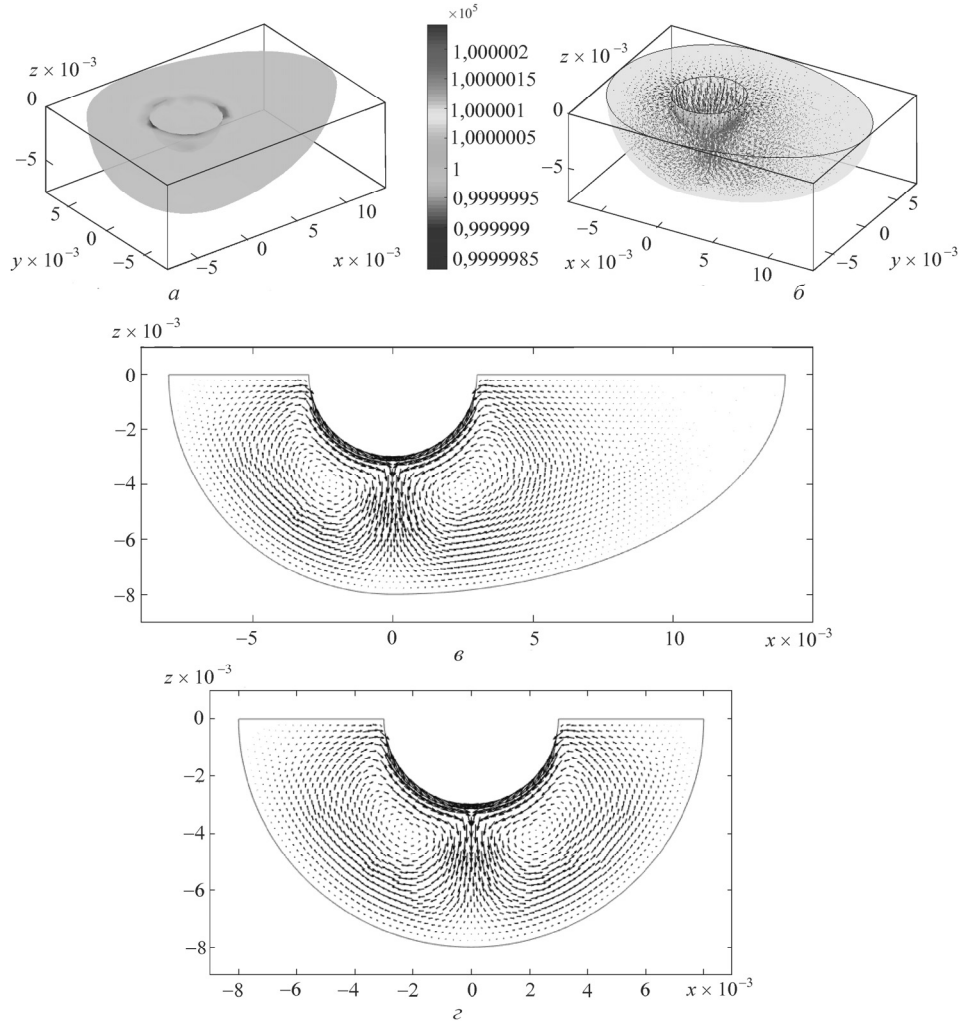 ×10⁵
1,000002
1,0000015
1,000001
1,0000005
1
0,9999995
0,999999
0,9999985
z × 10⁻³
0
−5
5
0
−5
y × 10⁻³
−5
0
5
10
x × 10⁻³
а
z × 10⁻³
0
−5
−5
0
5
10
x × 10⁻³
5
0
−5
y × 10⁻³
б
z × 10⁻³
0
−2
−4
−6
−8
−5 0 5 10 x × 10⁻³
в
z × 10⁻³
0
−2
−4
−6
−8
−8 −6 −4 −2 0 2 4 6 x × 10⁻³
г